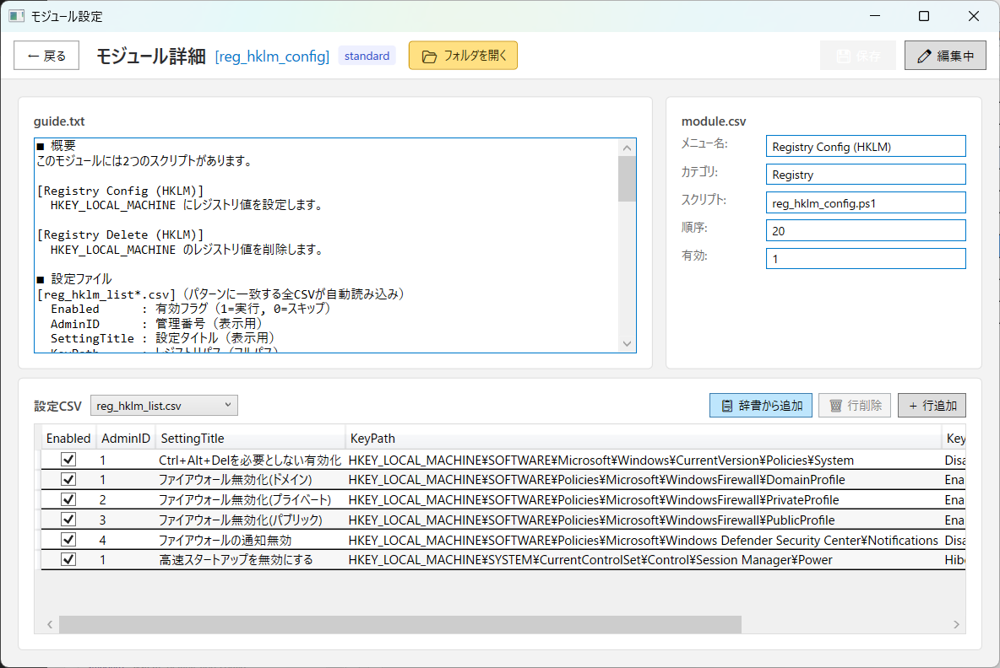 モジュール設定
← 戻る
モジュール詳細 [reg_hklm_config] standard フォルダを開く 保存 編集中
guide.txt
■ 概要
このモジュールには2つのスクリプトがあります。
[Registry Config (HKLM)]
HKEY_LOCAL_MACHINE にレジストリ値を設定します。
[Registry Delete (HKLM)]
HKEY_LOCAL_MACHINE のレジストリ値を削除します。
■ 設定ファイル
[reg_hklm_list*.csv]（パターンに一致する全CSVが自動読み込み）
Enabled : 有効フラグ（1=実行, 0=スキップ）
AdminID : 管理番号（表示用）
SettingTitle : 設定タイトル（表示用）
KeyPath : レジストリパス（フルパス）
module.csv
メニュー名: Registry Config (HKLM)
カテゴリ: Registry
スクリプト: reg_hklm_config.ps1
順序: 20
有効: 1
設定CSV reg_hklm_list.csv 辞書から追加 行削除 + 行追加
Enabled AdminID SettingTitle KeyPath Key
1 Ctrl+Alt+Delを必要としない有効化 HKEY_LOCAL_MACHINE¥SOFTWARE¥Microsoft¥Windows¥CurrentVersion¥Policies¥System Disa
1 ファイアウォール無効化(ドメイン) HKEY_LOCAL_MACHINE¥SOFTWARE¥Policies¥Microsoft¥WindowsFirewall¥DomainProfile Ena
2 ファイアウォール無効化(プライベート) HKEY_LOCAL_MACHINE¥SOFTWARE¥Policies¥Microsoft¥WindowsFirewall¥PrivateProfile Ena
3 ファイアウォール無効化(パブリック) HKEY_LOCAL_MACHINE¥SOFTWARE¥Policies¥Microsoft¥WindowsFirewall¥PublicProfile Ena
4 ファイアウォールの通知無効 HKEY_LOCAL_MACHINE¥SOFTWARE¥Policies¥Microsoft¥Windows Defender Security Center¥Notifications Disa
1 高速スタートアップを無効にする HKEY_LOCAL_MACHINE¥SYSTEM¥CurrentControlSet¥Control¥Session Manager¥Power Hib